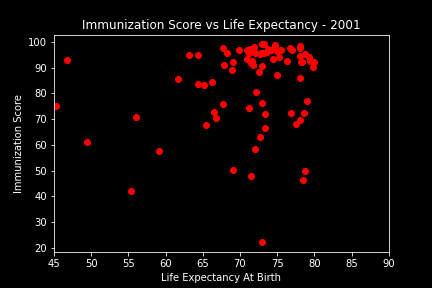 Immunization Score vs Life Expectancy - 2001
100
90
80
70
60
50
40
30
20
Immunization Score
45 50 55 60 65 70 75 80 85 90
Life Expectancy At Birth